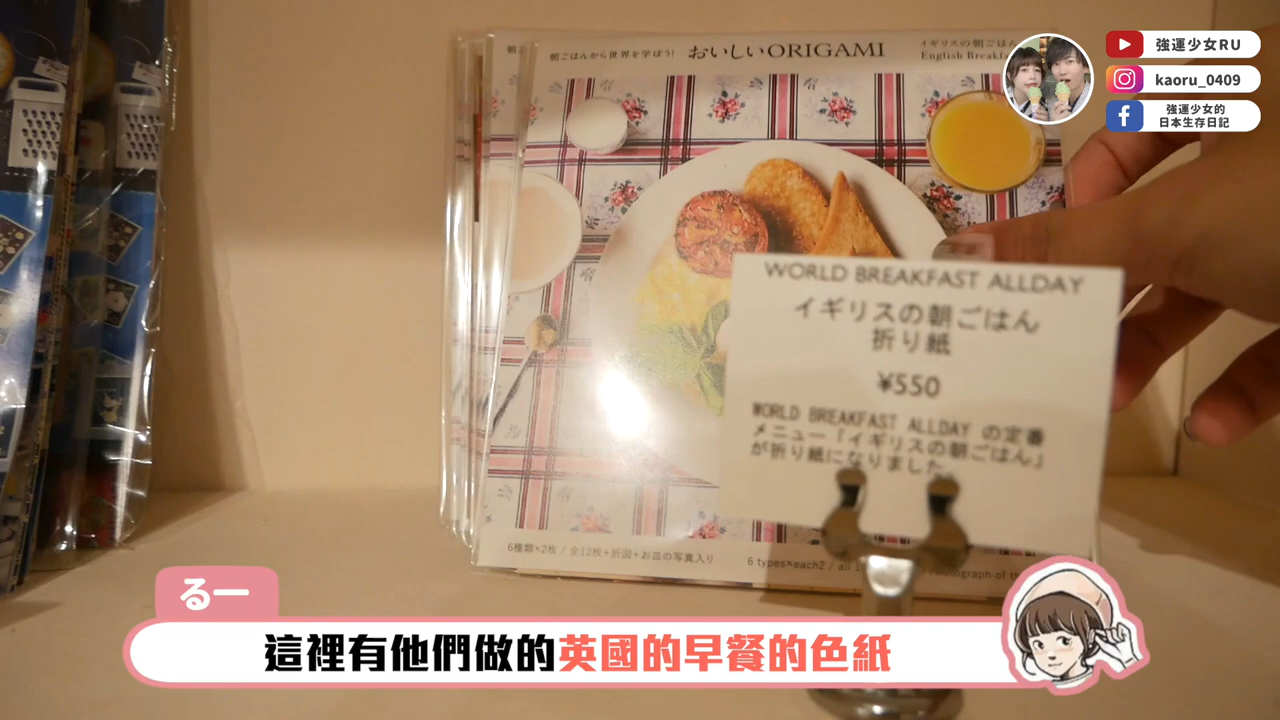 朝ごはんから世界を学ぼう!
おいしいORIGAMI
イギリスの朝ごはん
English Breakfast
強運少女RU
kaoru_0409
強運少女的
日本生存日記
WORLD BREAKFAST ALLDAY
イギリスの朝ごはん
折り紙
¥550
WORLD BREAKFAST ALLDAY の定番
メニュー「イギリスの朝ごはん」
が折り紙になりました。
6種類×2枚 / 全12枚+折図+お皿の写真入り
6 types×each2 / all
るー
這裡有他們做的英國的早餐的色紙